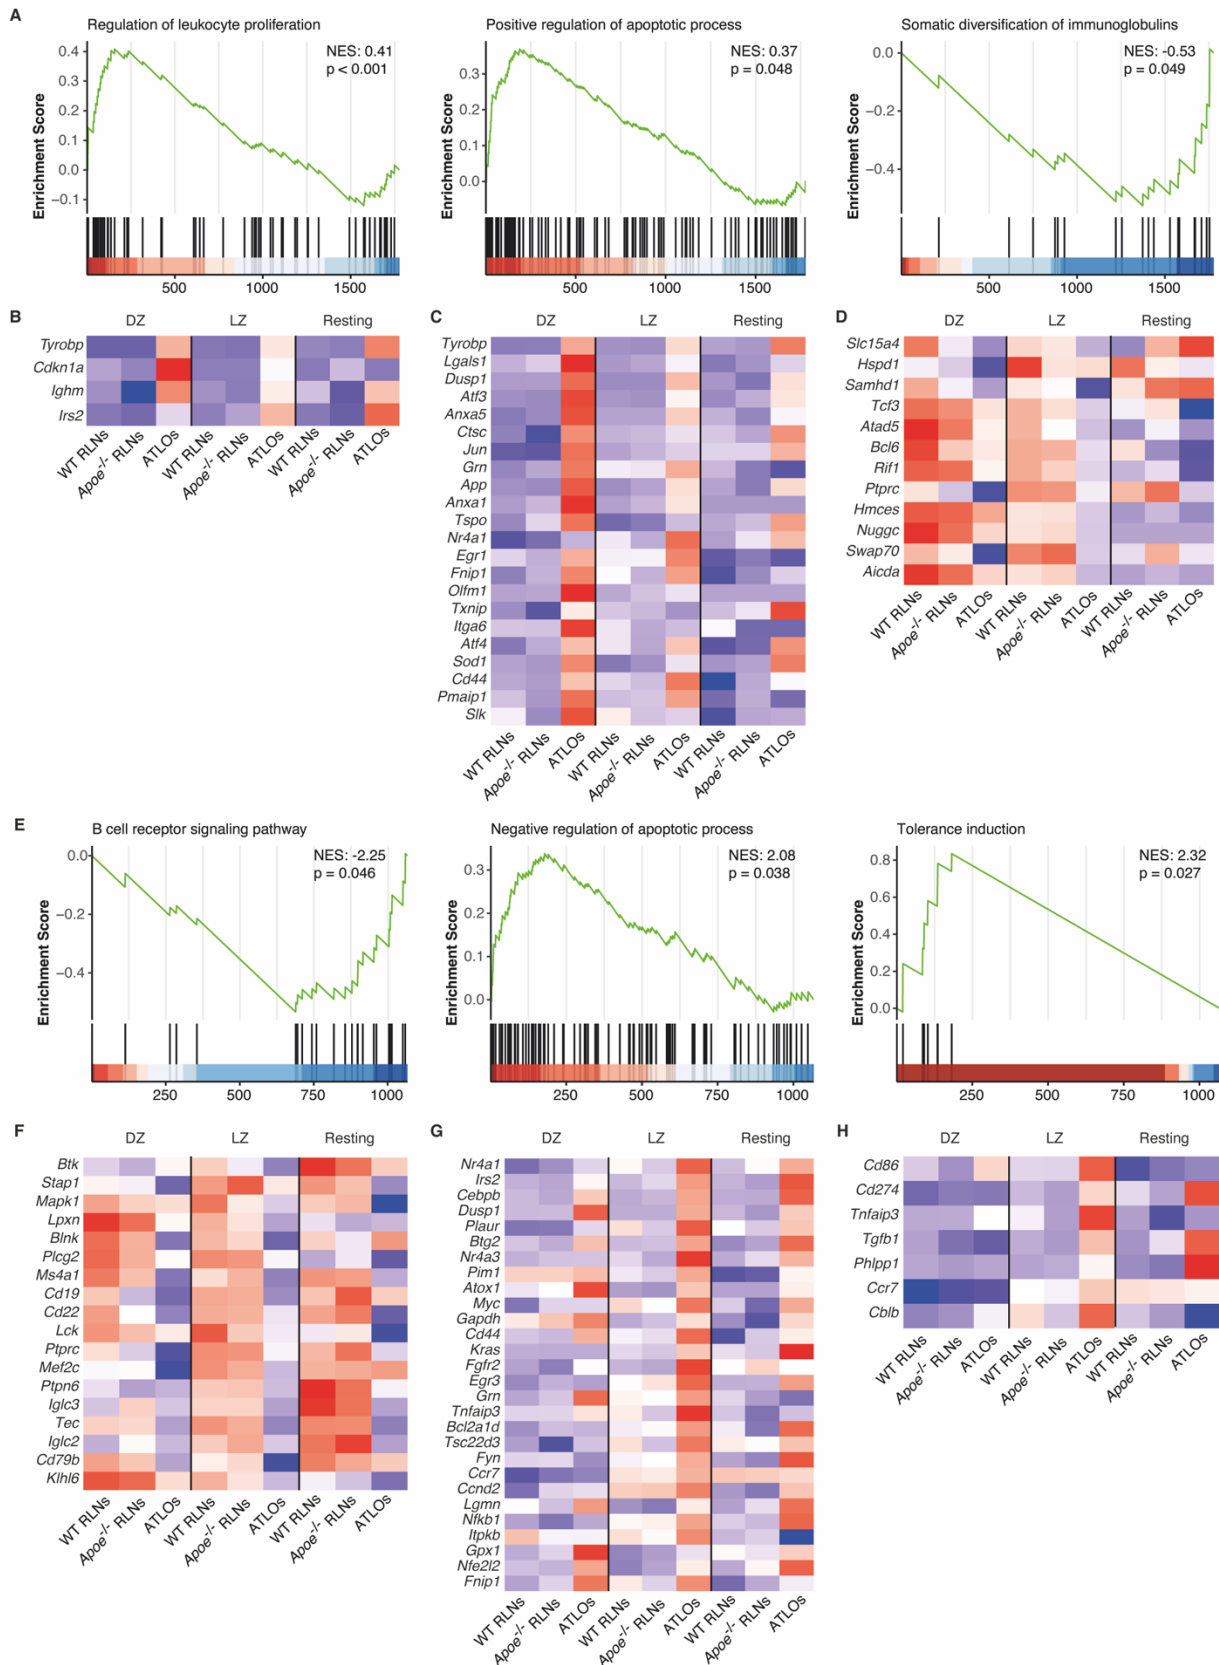 A
Regulation of leukocyte proliferation
NES: 0.41
p < 0.001
Enrichment Score
0.4
0.3
0.2
0.1
0.0
−0.1
500
1000
1500
Positive regulation of apoptotic process
NES: 0.37
p = 0.048
Enrichment Score
0.3
0.2
0.1
0.0
500
1000
1500
Somatic diversification of immunoglobulins
NES: -0.53
p = 0.049
Enrichment Score
0.0
−0.2
−0.4
500
1000
1500
B
DZ
LZ
Resting
Tyrobp
Cdkn1a
Ighm
Irs2
WT RLNs
Apoe-/- RLNs
ATLOs
WT RLNs
Apoe-/- RLNs
ATLOs
WT RLNs
Apoe-/- RLNs
ATLOs
C
DZ
LZ
Resting
Tyrobp
Lgals1
Dusp1
Atf3
Anxa5
Ctsc
Jun
Grn
App
Anxa1
Tspo
Nr4a1
Egr1
Fnip1
Olfm1
Txnip
Itga6
Atf4
Sod1
Cd44
Pmaip1
Slk
WT RLNs
Apoe-/- RLNs
ATLOs
WT RLNs
Apoe-/- RLNs
ATLOs
WT RLNs
Apoe-/- RLNs
ATLOs
D
DZ
LZ
Resting
Slc15a4
Hspd1
Samhd1
Tcf3
Atad5
Bcl6
Rif1
Ptprc
Hmces
Nuggc
Swap70
Aicda
WT RLNs
Apoe-/- RLNs
ATLOs
WT RLNs
Apoe-/- RLNs
ATLOs
WT RLNs
Apoe-/- RLNs
ATLOs
E
B cell receptor signaling pathway
NES: -2.25
p = 0.046
Enrichment Score
0.0
−0.2
−0.4
250
500
750
1000
Negative regulation of apoptotic process
NES: 2.08
p = 0.038
Enrichment Score
0.3
0.2
0.1
0.0
250
500
750
1000
Tolerance induction
NES: 2.32
p = 0.027
Enrichment Score
0.8
0.6
0.4
0.2
0.0
250
500
750
1000
F
DZ
LZ
Resting
Btk
Stap1
Mapk1
Lpxn
Blnk
Plcg2
Ms4a1
Cd19
Cd22
Lck
Ptprc
Mef2c
Ptpn6
Iglc3
Tec
Iglc2
Cd79b
Klhl6
WT RLNs
Apoe-/- RLNs
ATLOs
WT RLNs
Apoe-/- RLNs
ATLOs
WT RLNs
Apoe-/- RLNs
ATLOs
G
DZ
LZ
Resting
Nr4a1
Irs2
Cebpb
Dusp1
Plaur
Btg2
Nr4a3
Pim1
Atox1
Myc
Gapdh
Cd44
Kras
Fgfr2
Egr3
Grn
Tnfaip3
Bcl2a1d
Tsc22d3
Fyn
Ccr7
Ccnd2
Lgmn
Nfkb1
Itpkb
Gpx1
Nfe2l2
Fnip1
WT RLNs
Apoe-/- RLNs
ATLOs
WT RLNs
Apoe-/- RLNs
ATLOs
WT RLNs
Apoe-/- RLNs
ATLOs
H
DZ
LZ
Resting
Cd86
Cd274
Tnfaip3
Tgfb1
Phlpp1
Ccr7
Cblb
WT RLNs
Apoe-/- RLNs
ATLOs
WT RLNs
Apoe-/- RLNs
ATLOs
WT RLNs
Apoe-/- RLNs
ATLOs